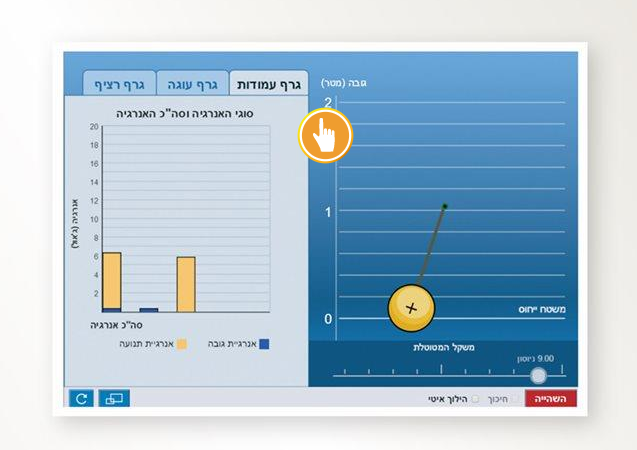 גרף עמודות
גרף עוגה
גרף רציף
סוגי האנרגיה וסה"כ האנרגיה
אנרגיה (ג'אול)
20
18
16
14
12
10
8
6
4
2
סה"כ אנרגיה
אנרגיית גובה
אנרגיית תנועה
גובה (מטר)
2
1
0
משטח ייחוס
משקל המטוטלת
9.00 ניוטון
השהייה
חיכוך
הילוך איטי